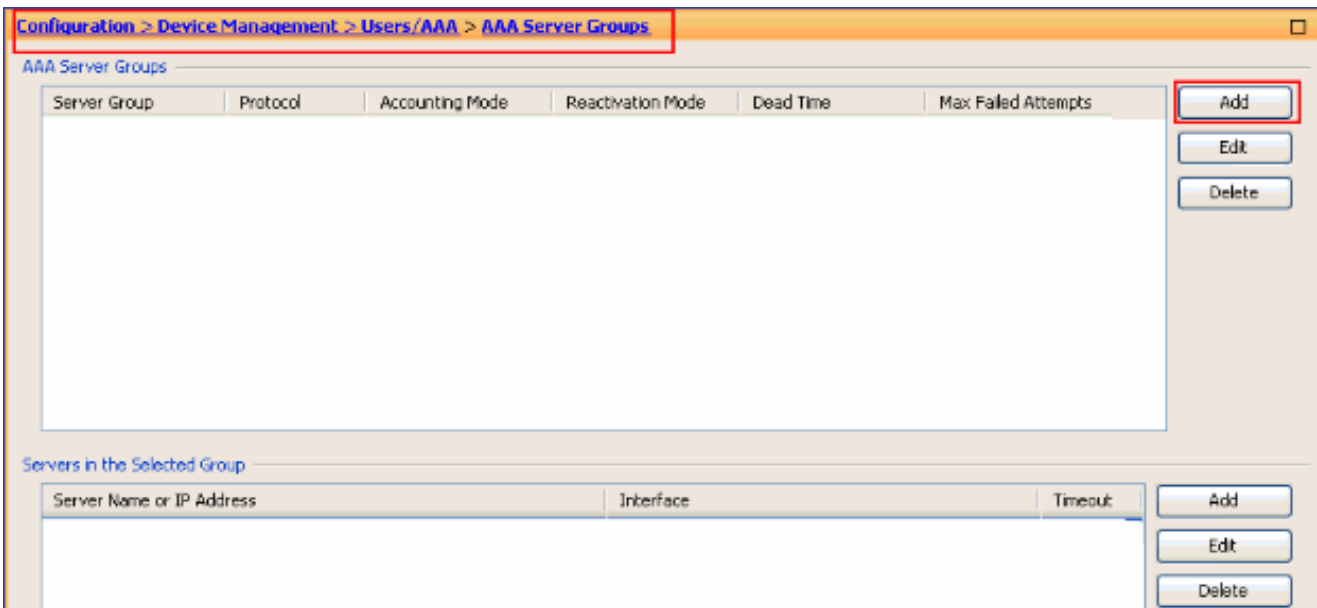 Configuration > Device Management > Users/AAA > AAA Server Groups
AAA Server Groups
Server Group Protocol Accounting Mode Reactivation Mode Dead Time Max Failed Attempts
Add
Edit
Delete
Servers in the Selected Group
Server Name or IP Address Interface Timeout
Add
Edit
Delete